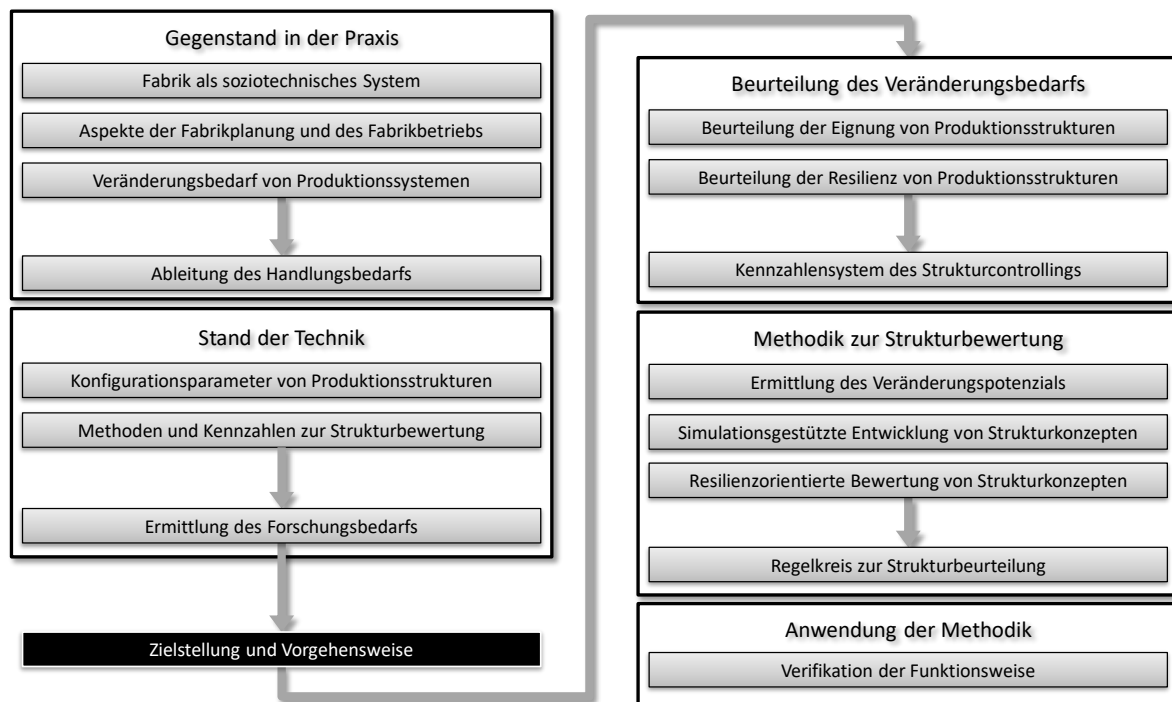 Gegenstand in der Praxis
Fabrik als soziotechnisches System
Aspekte der Fabrikplanung und des Fabrikbetriebs
Veränderungsbedarf von Produktionssystemen
Ableitung des Handlungsbedarfs
Stand der Technik
Konfigurationsparameter von Produktionsstrukturen
Methoden und Kennzahlen zur Strukturbewertung
Ermittlung des Forschungsbedarfs
Zielstellung und Vorgehensweise
Beurteilung des Veränderungsbedarfs
Beurteilung der Eignung von Produktionsstrukturen
Beurteilung der Resilienz von Produktionsstrukturen
Kennzahlensystem des Strukturcontrollings
Methodik zur Strukturbewertung
Ermittlung des Veränderungspotenzials
Simulationsgestützte Entwicklung von Strukturkonzepten
Resilienzorientierte Bewertung von Strukturkonzepten
Regelkreis zur Strukturbeurteilung
Anwendung der Methodik
Verifikation der Funktionsweise